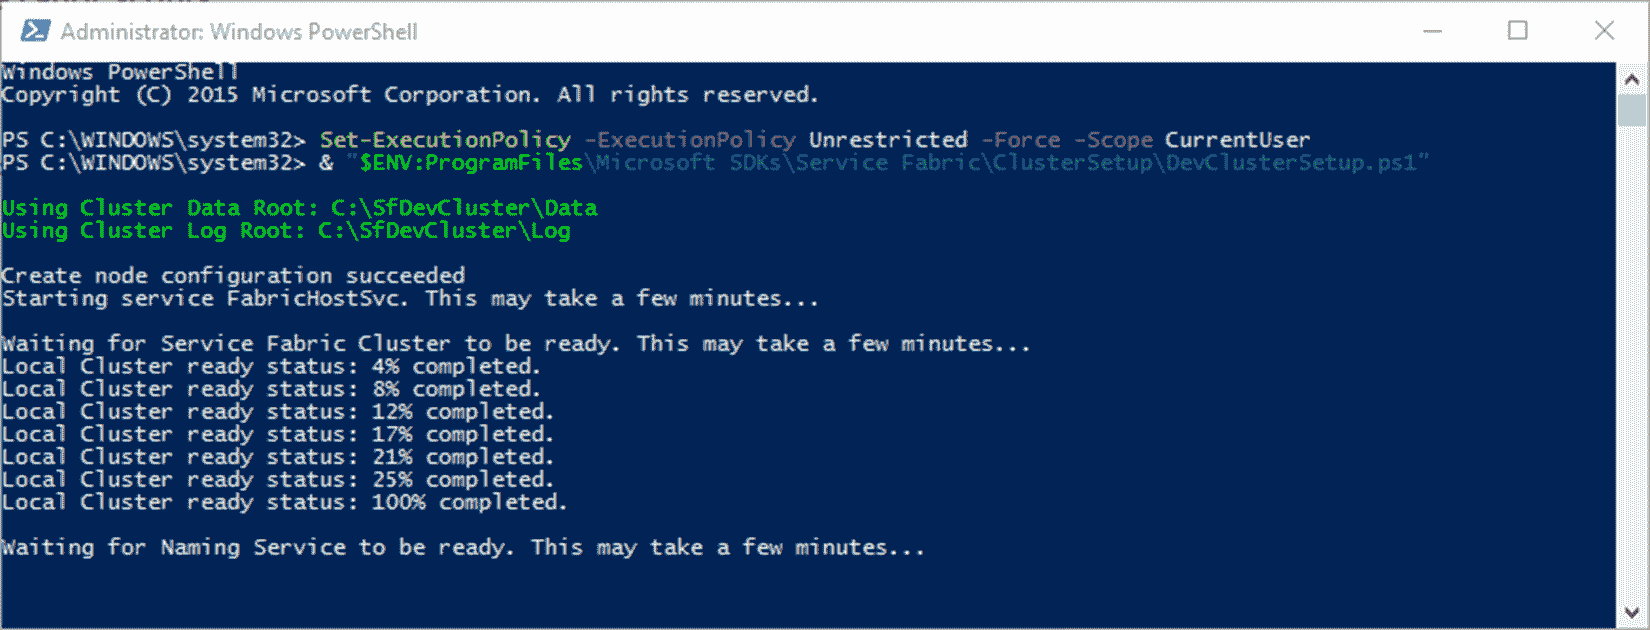 Administrator: Windows PowerShell
Windows PowerShell
Copyright (C) 2015 Microsoft Corporation. All rights reserved.
PS C:\WINDOWS\system32> Set-ExecutionPolicy -ExecutionPolicy Unrestricted -Force -Scope CurrentUser
PS C:\WINDOWS\system32> & "$ENV:ProgramFiles\Microsoft SDKs\Service Fabric\ClusterSetup\DevClusterSetup.ps1"
Using Cluster Data Root: C:\SfDevCluster\Data
Using Cluster Log Root: C:\SfDevCluster\Log
Create node configuration succeeded
Starting service FabricHostSvc. This may take a few minutes...
Waiting for Service Fabric Cluster to be ready. This may take a few minutes...
Local Cluster ready status: 4% completed.
Local Cluster ready status: 8% completed.
Local Cluster ready status: 12% completed.
Local Cluster ready status: 17% completed.
Local Cluster ready status: 21% completed.
Local Cluster ready status: 25% completed.
Local Cluster ready status: 100% completed.
Waiting for Naming Service to be ready. This may take a few minutes...